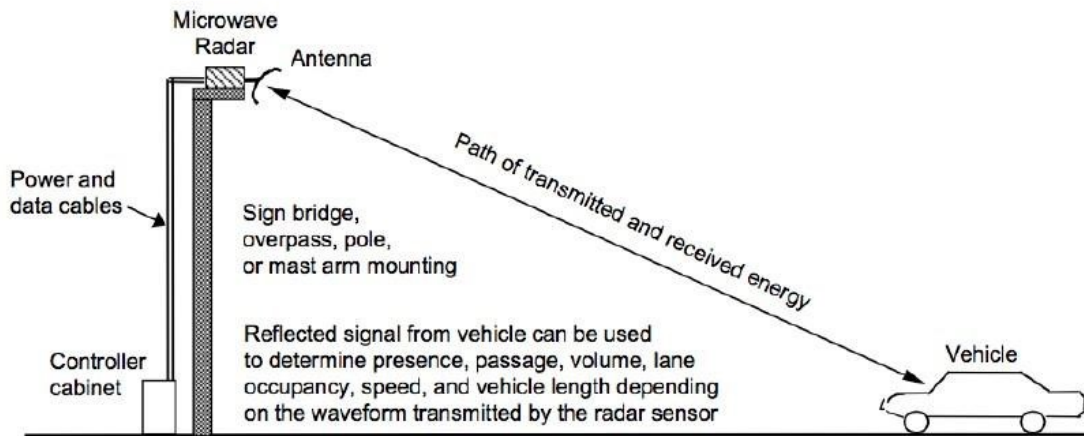 Microwave
Radar
Antenna
Path of transmitted and received energy
Power and
data cables
Sign bridge,
overpass, pole,
or mast arm mounting
Reflected signal from vehicle can be used
to determine presence, passage, volume, lane
occupancy, speed, and vehicle length depending
on the waveform transmitted by the radar sensor
Controller
cabinet
Vehicle